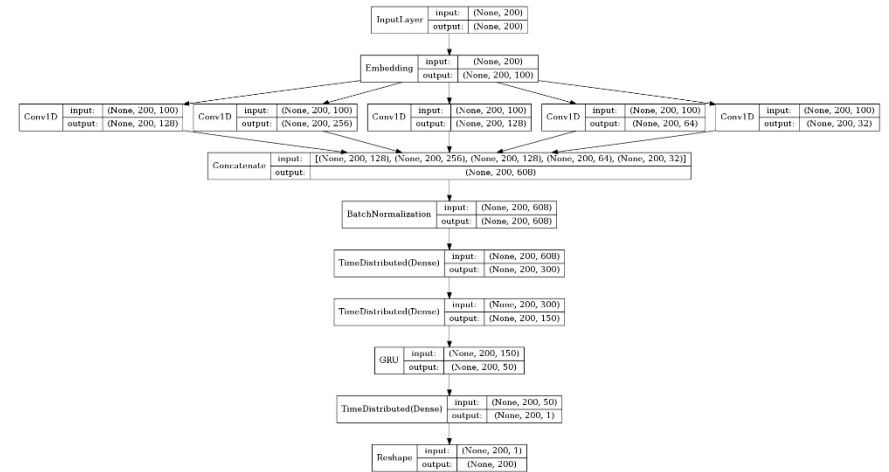 InputLayer input: (None, 200)
output: (None, 200)
Embedding input: (None, 200)
output: (None, 200, 100)
Conv1D input: (None, 200, 100)
output: (None, 200, 128)
Conv1D input: (None, 200, 100)
output: (None, 200, 256)
Conv1D input: (None, 200, 100)
output: (None, 200, 128)
Conv1D input: (None, 200, 100)
output: (None, 200, 64)
Conv1D input: (None, 200, 100)
output: (None, 200, 32)
Concatenate input: [(None, 200, 128), (None, 200, 256), (None, 200, 128), (None, 200, 64), (None, 200, 32)]
output: (None, 200, 608)
BatchNormalization input: (None, 200, 608)
output: (None, 200, 608)
TimeDistributed(Dense) input: (None, 200, 608)
output: (None, 200, 300)
TimeDistributed(Dense) input: (None, 200, 300)
output: (None, 200, 150)
GRU input: (None, 200, 150)
output: (None, 200, 50)
TimeDistributed(Dense) input: (None, 200, 50)
output: (None, 200, 1)
Reshape input: (None, 200, 1)
output: (None, 200)